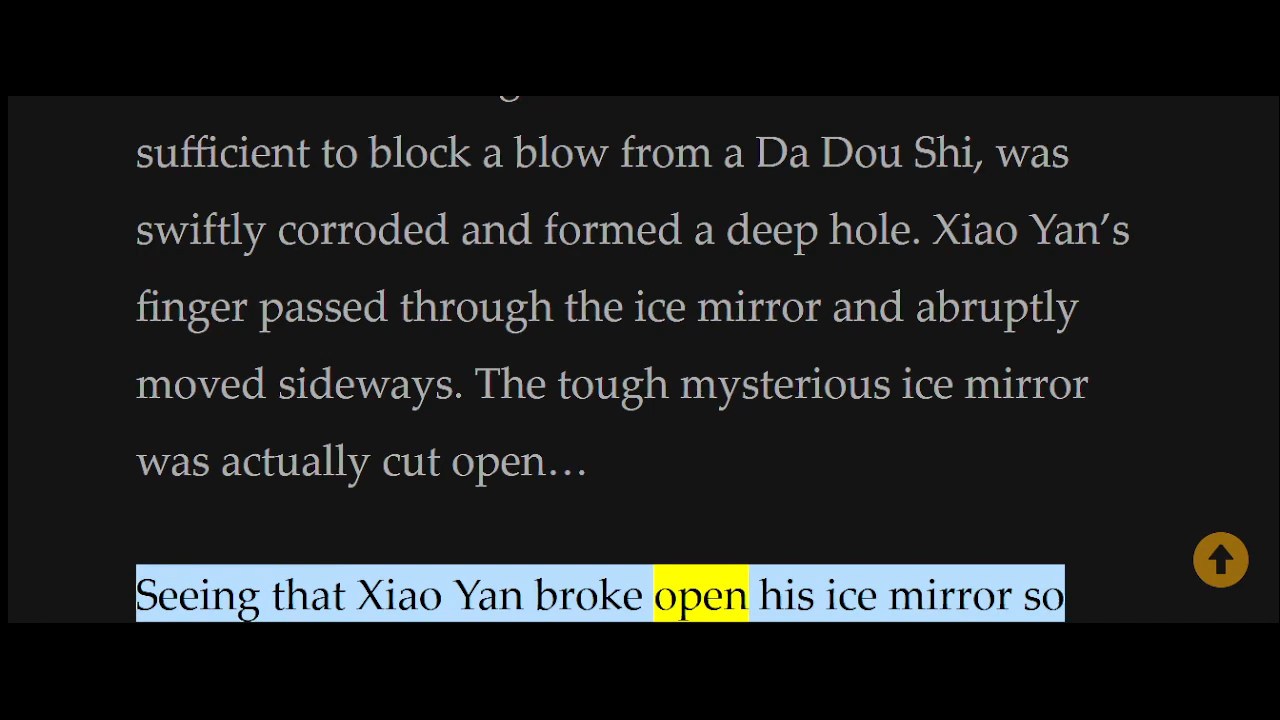 sufficient to block a blow from a Da Dou Shi, was
swiftly corroded and formed a deep hole. Xiao Yan’s
finger passed through the ice mirror and abruptly
moved sideways. The tough mysterious ice mirror
was actually cut open…
Seeing that Xiao Yan broke open his ice mirror so